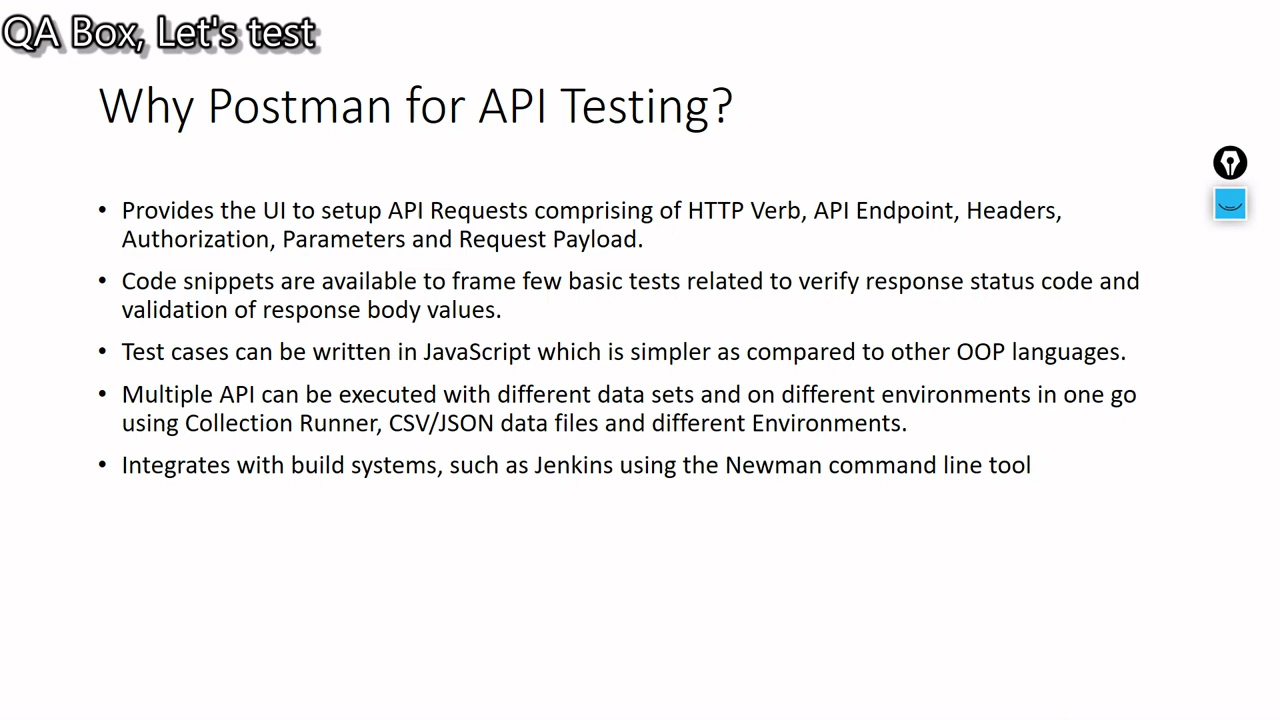 QA Box, Let's test
Why Postman for API Testing?
• Provides the UI to setup API Requests comprising of HTTP Verb, API Endpoint, Headers,
Authorization, Parameters and Request Payload.
• Code snippets are available to frame few basic tests related to verify response status code and
validation of response body values.
• Test cases can be written in JavaScript which is simpler as compared to other OOP languages.
• Multiple API can be executed with different data sets and on different environments in one go
using Collection Runner, CSV/JSON data files and different Environments.
• Integrates with build systems, such as Jenkins using the Newman command line tool